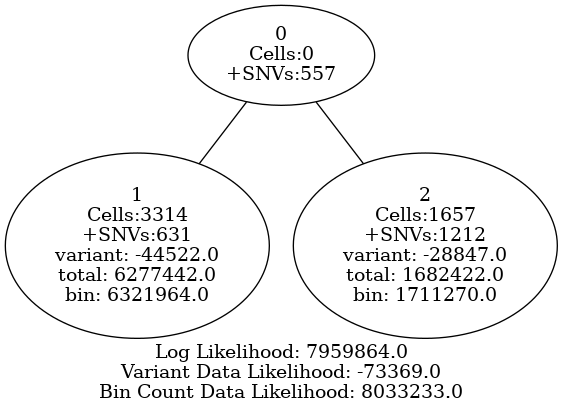 0
Cells:0
+SNVs:557
1
Cells:3314
+SNVs:631
variant: -44522.0
total: 6277442.0
bin: 6321964.0
2
Cells:1657
+SNVs:1212
variant: -28847.0
total: 1682422.0
bin: 1711270.0
Log Likelihood: 7959864.0
Variant Data Likelihood: -73369.0
Bin Count Data Likelihood: 8033233.0